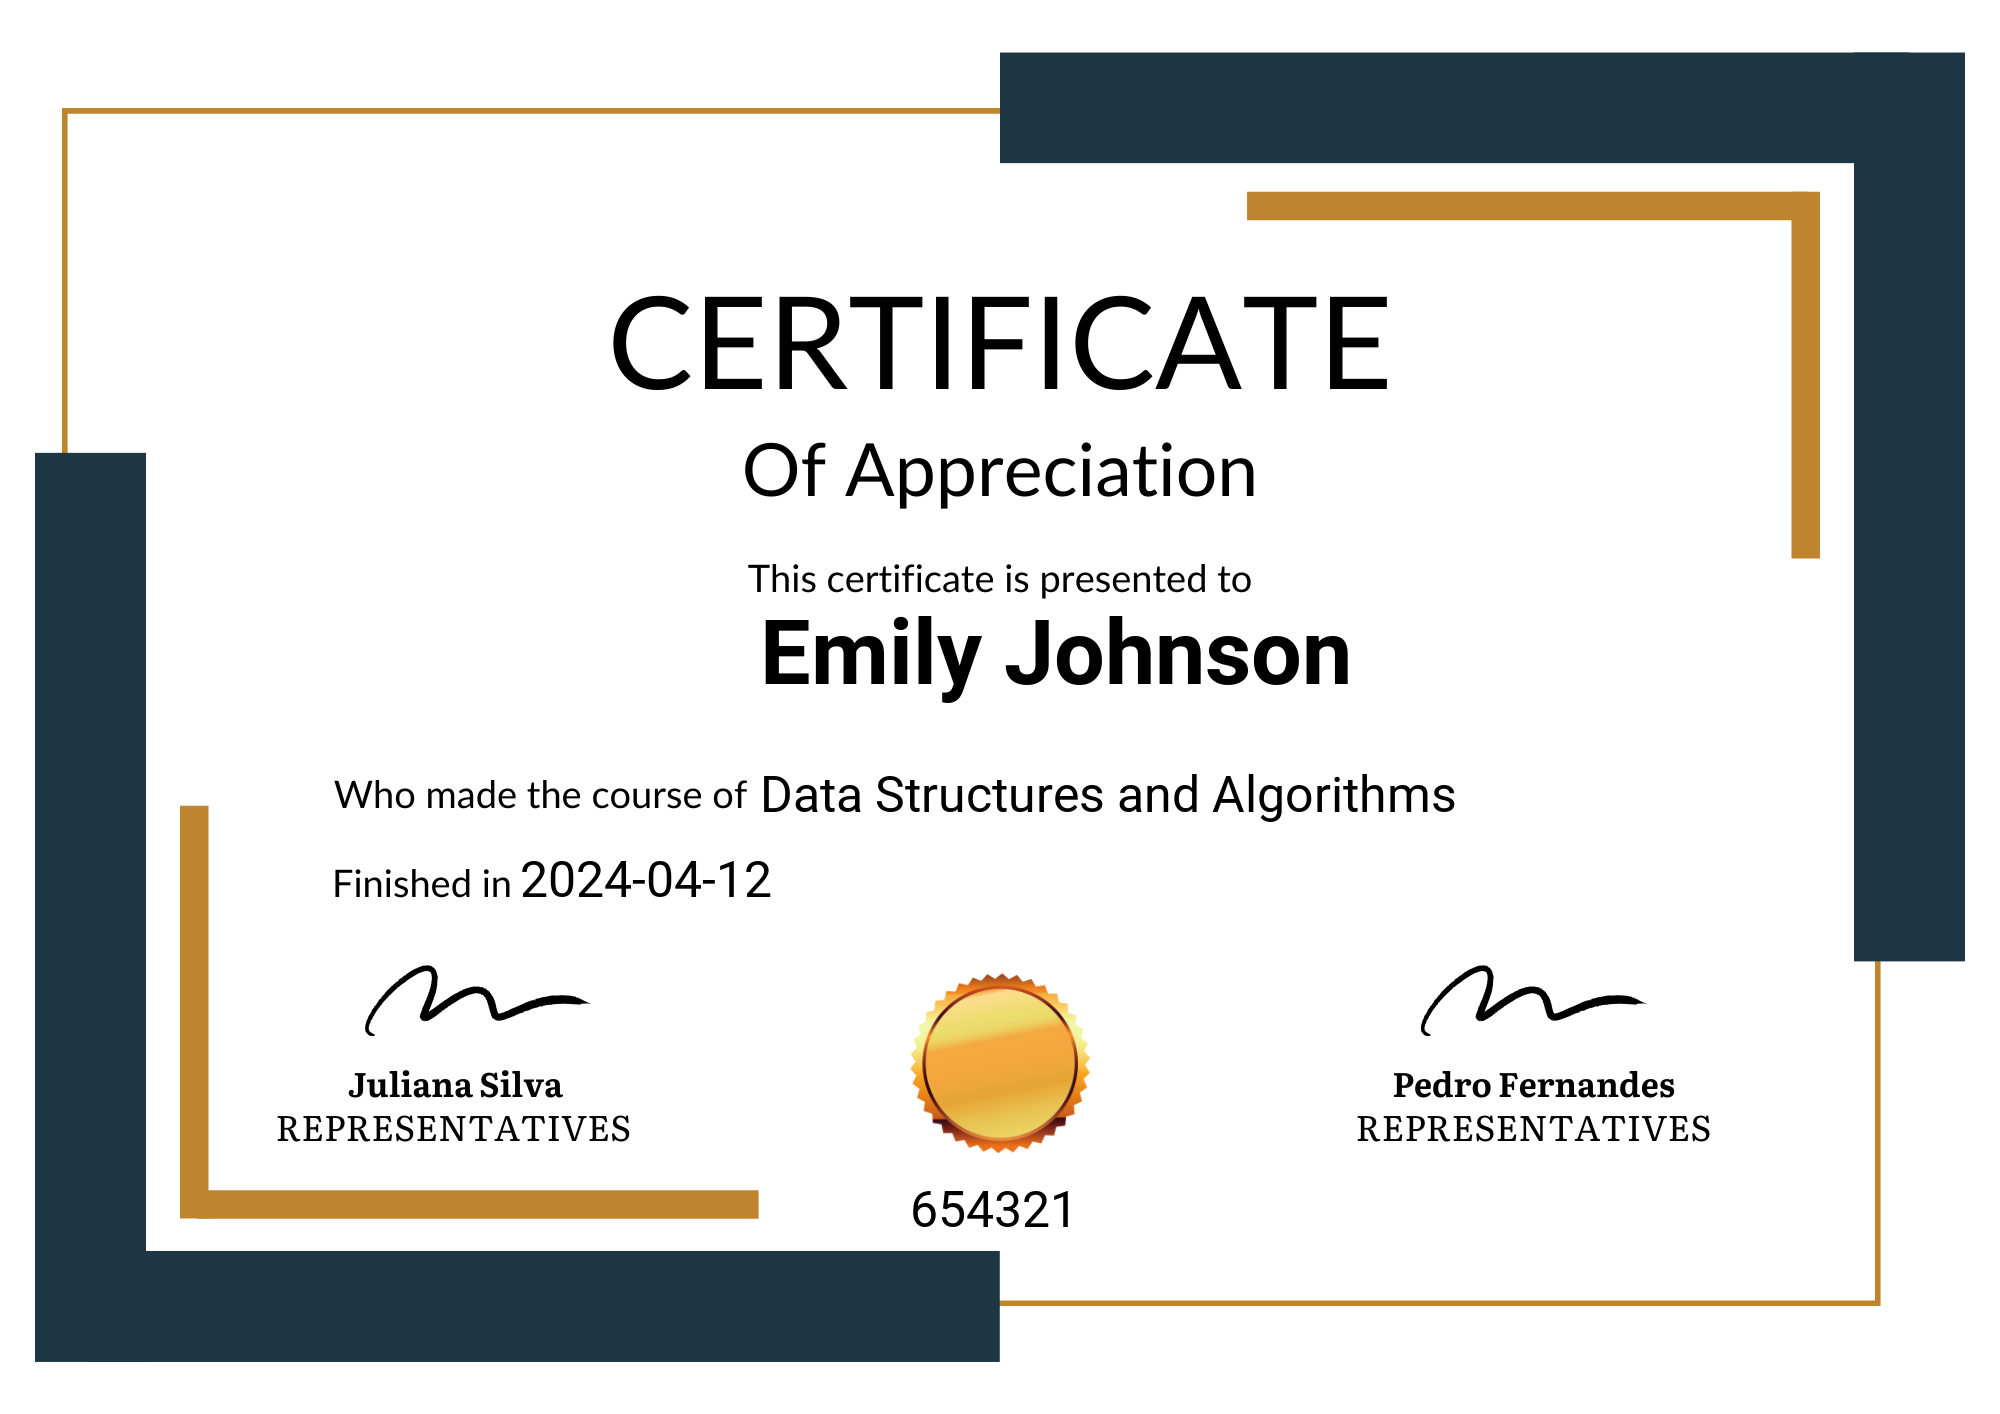 CERTIFICATE
Of Appreciation
This certificate is presented to
Emily Johnson
Who made the course of Data Structures and Algorithms
Finished in 2024-04-12
Juliana Silva
REPRESENTATIVES
Pedro Fernandes
REPRESENTATIVES
654321